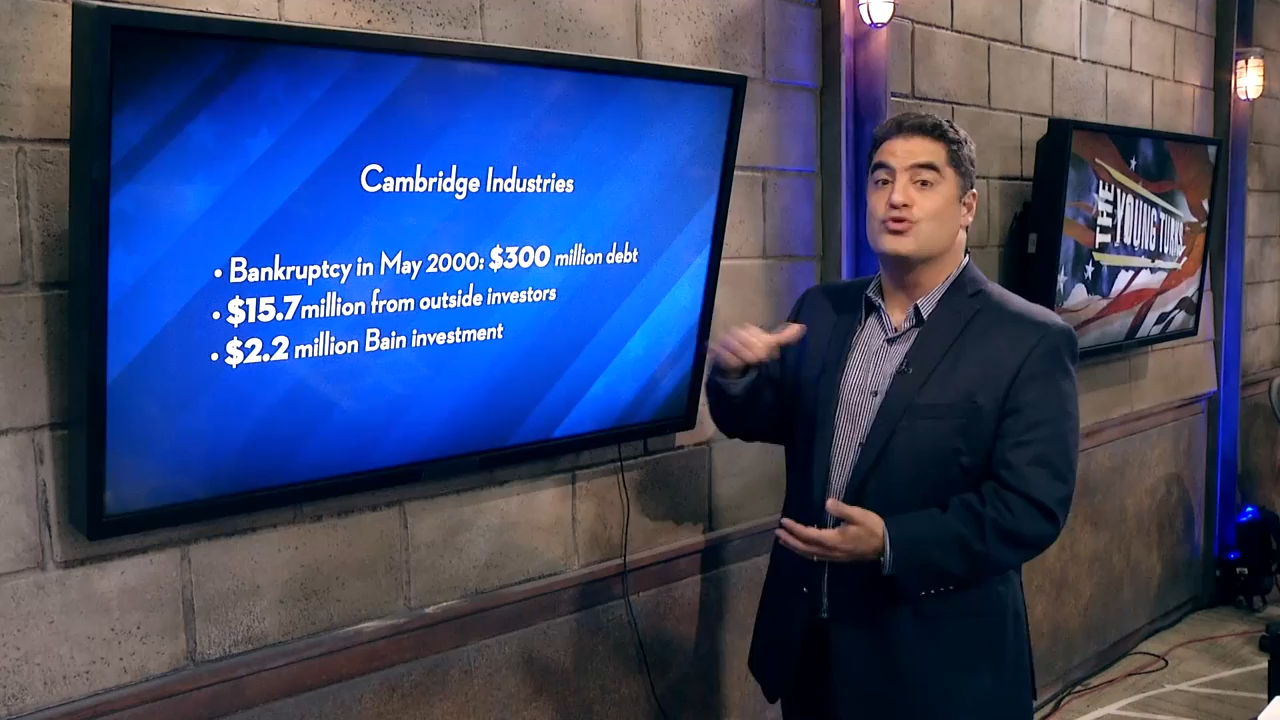 Cambridge Industries
• Bankruptcy in May 2000: $300 million debt
• $15.7 million from outside investors
• $2.2 million Bain investment
THE
YOUNG TURKS